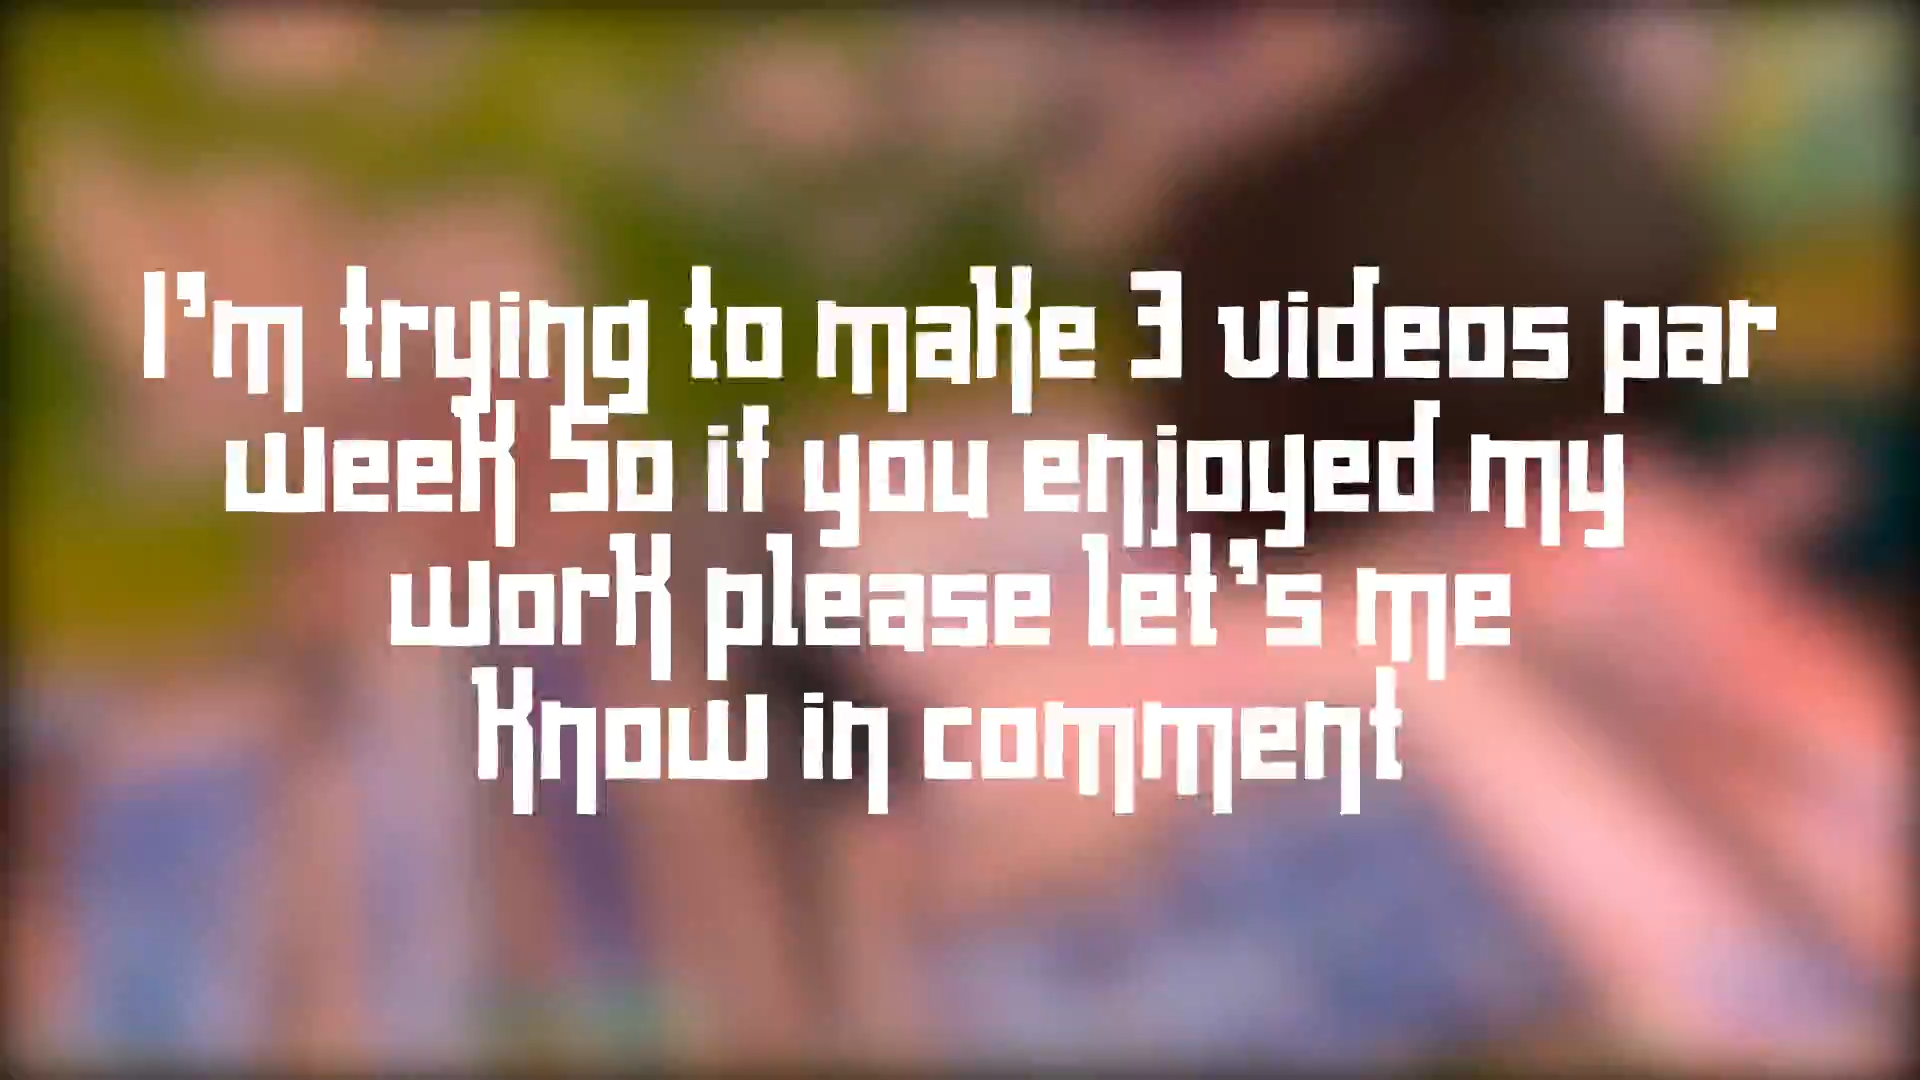 I'm trying to make 3 videos par
week So if you enjoyed my
work please let's me
know in comment